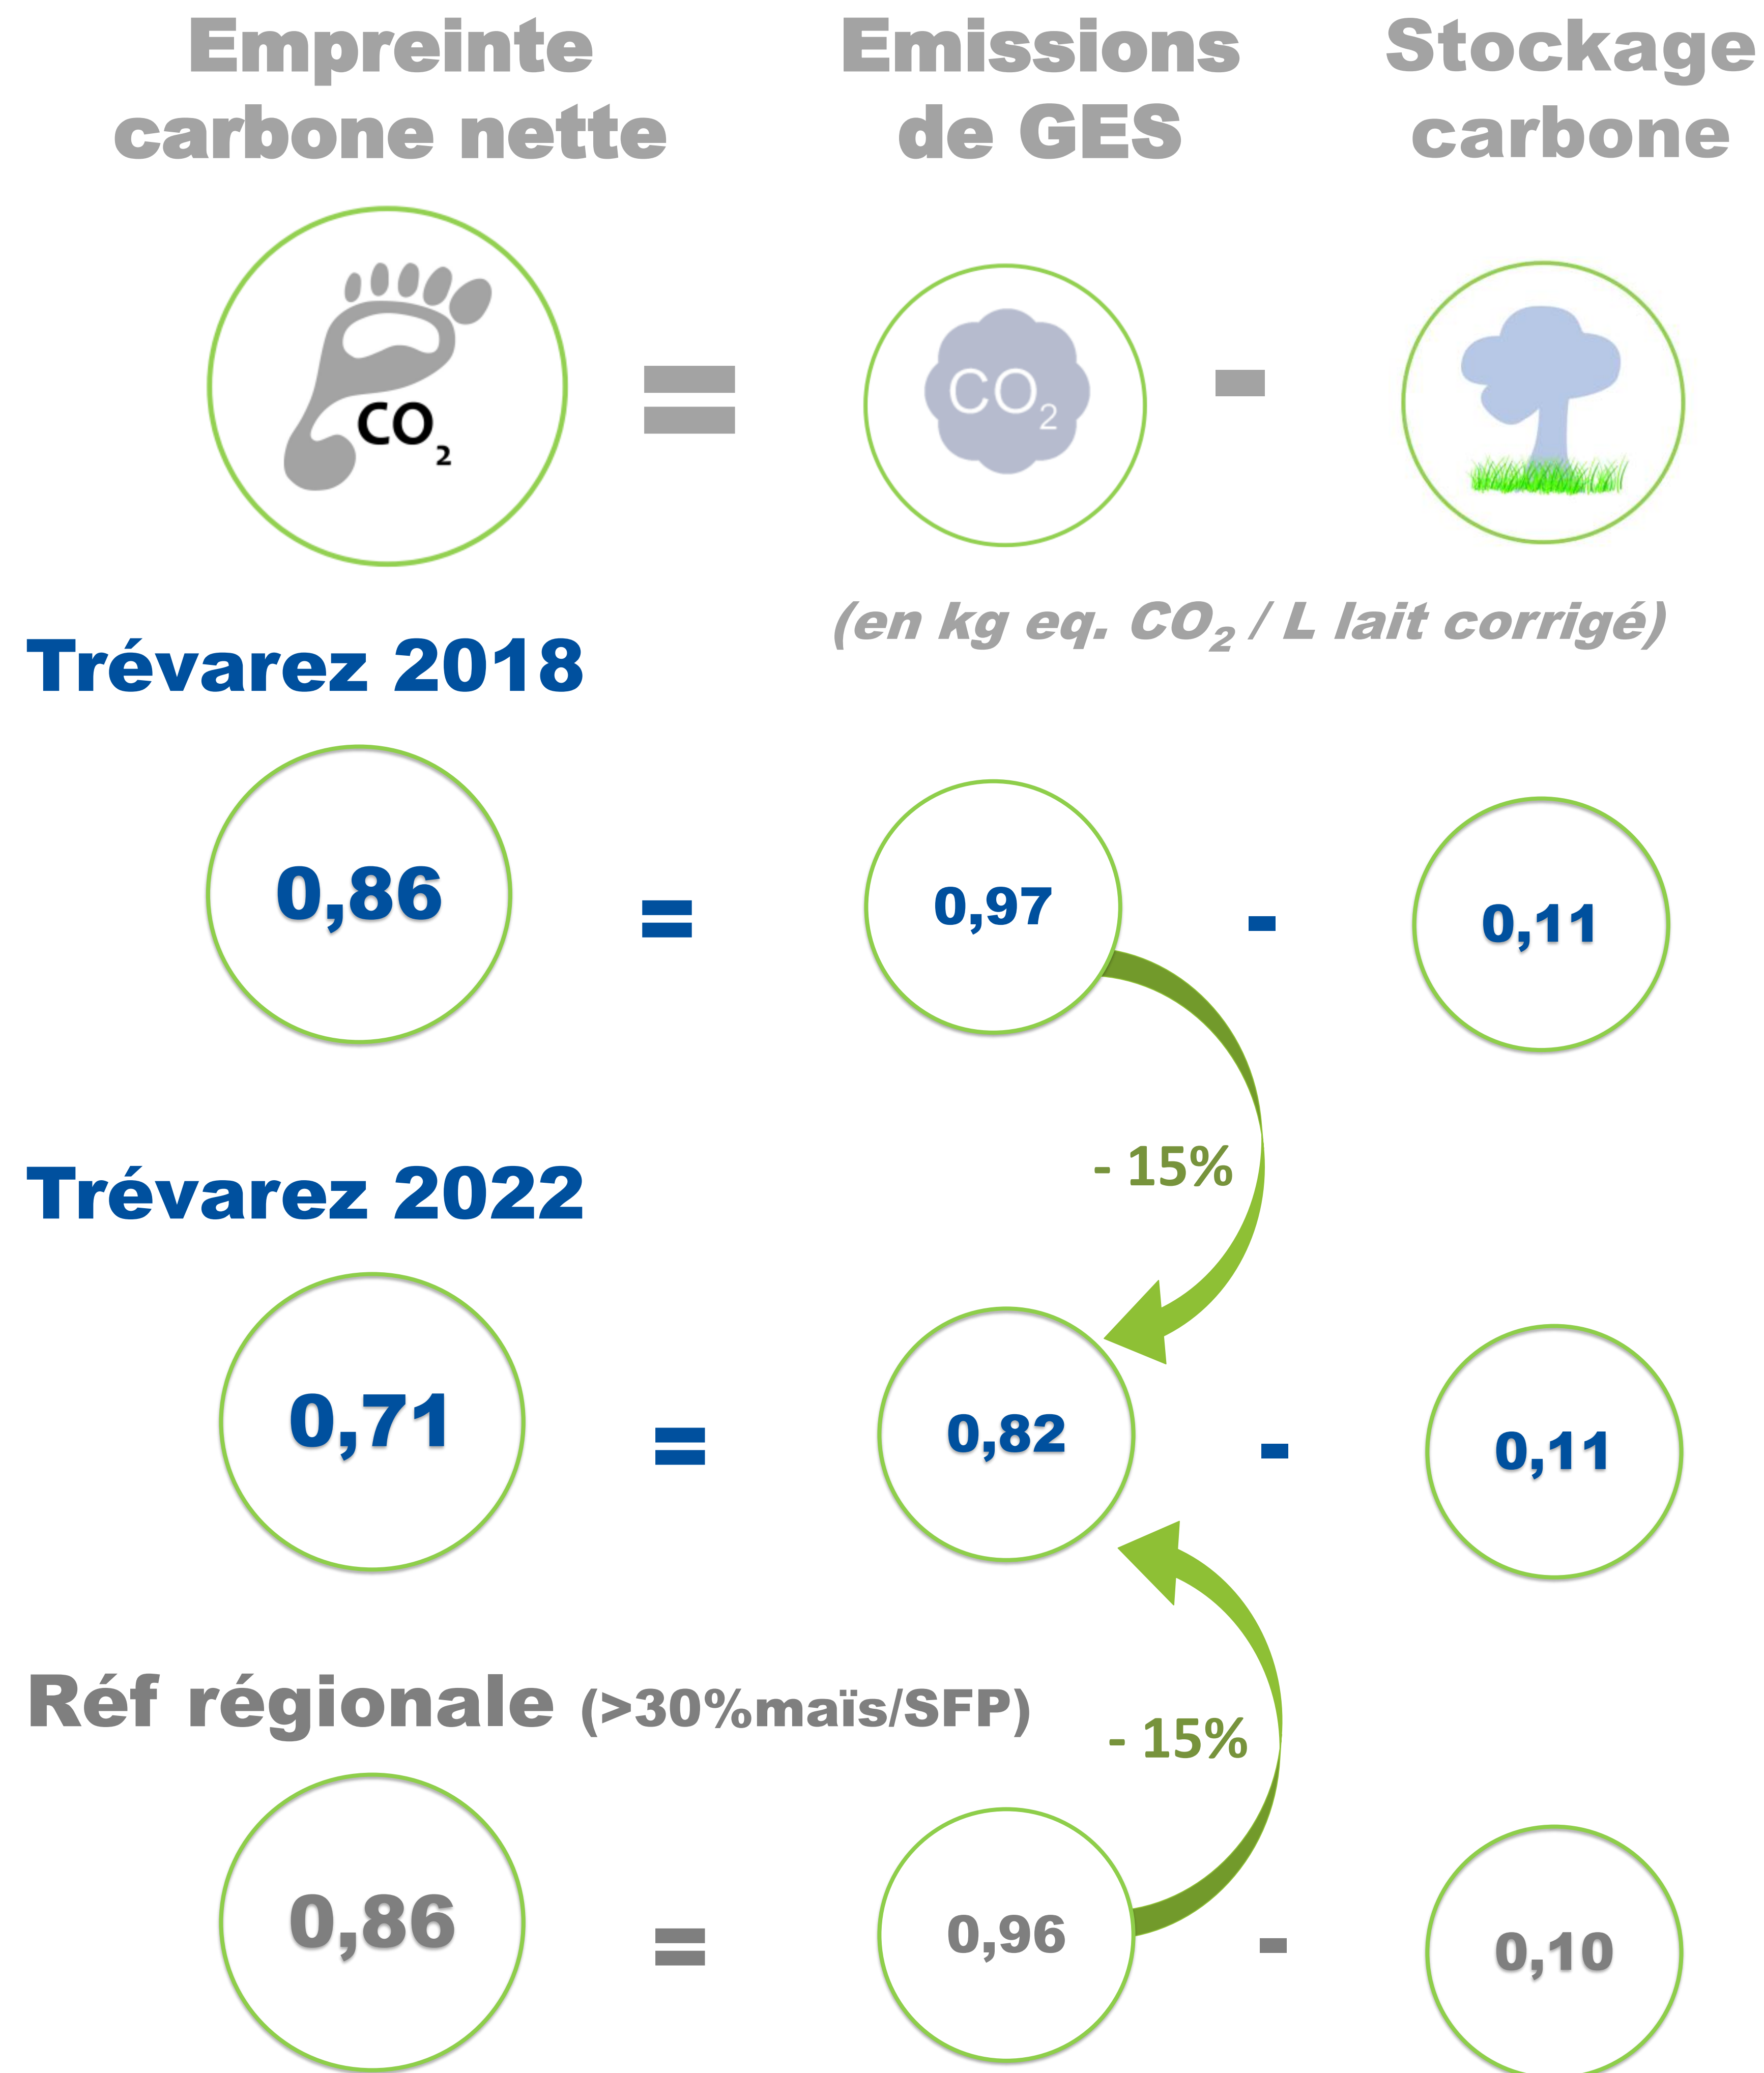 Empreinte
carbone nette
Emissions
de GES
Stockage
carbone
CO2
=
CO2
-
(en kg eq. CO2 / L lait corrigé)
Trévarez 2018
0,86 = 0,97 - 0,11
- 15%
Trévarez 2022
0,71 = 0,82 - 0,11
Réf régionale (>30%maïs/SFP)
- 15%
0,86 = 0,96 - 0,10